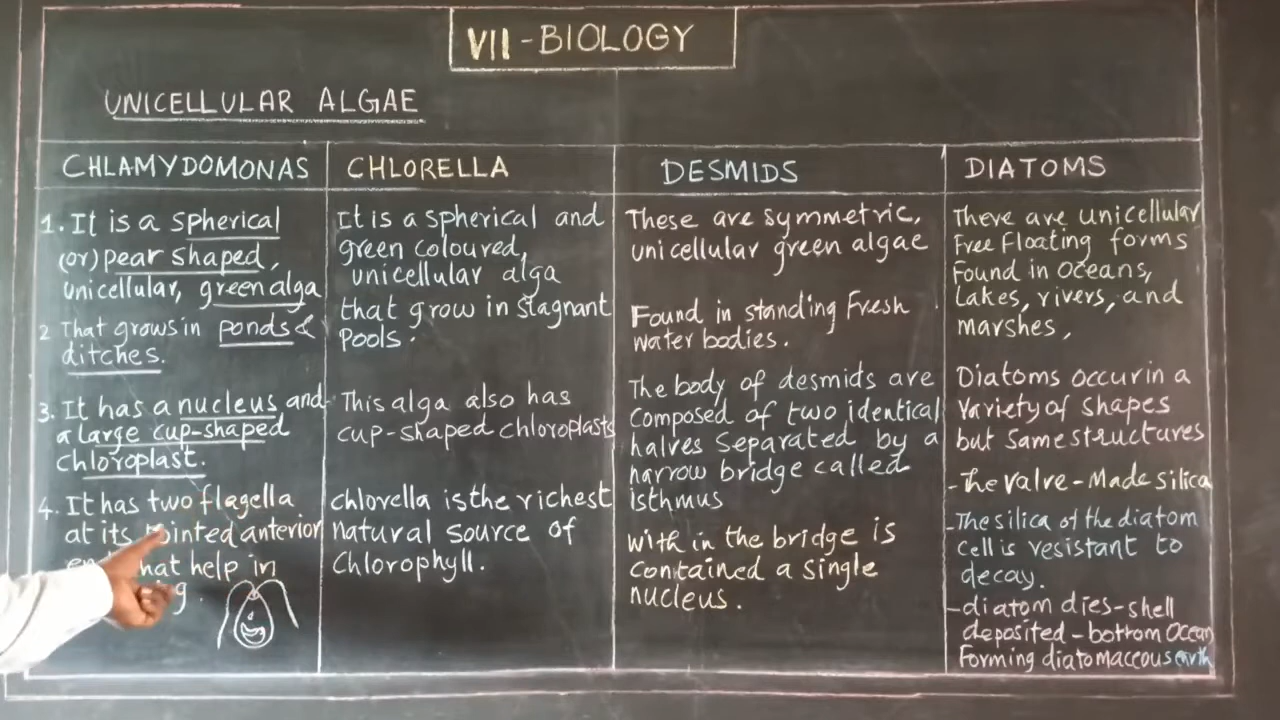 VII - BIOLOGY
UNICELLULAR ALGAE
CHLAMYDOMONAS
1. It is a spherical
(or) pear shaped,
unicellular, green alga
2 That grows in ponds &
ditches.
3. It has a nucleus and
a large cup-shaped
chloroplast.
4. It has two flagella
at its pointed anterior
hat help in
g.
CHLORELLA
It is a spherical and
green coloured,
unicellular alga
that grow in stagnant
Pools.
This alga also has
cup-shaped chloroplasts
chlorella is the richest
natural source of
Chlorophyll.
DESMIDS
These are symmetric,
unicellular green algae
Found in standing Fresh
water bodies.
The body of desmids are
composed of two identical
halves separated by a
narrow bridge called
isthmus
With in the bridge is
contained a single
nucleus.
DIATOMS
There are unicellular
Free Floating forms
Found in Oceans,
Lakes, rivers, and
marshes,
Diatoms occur in a
Variety of shapes
but same structures
- The valve - Made silica
- The silica of the diatom
cell is resistant to
decay.
- diatom dies - shell
deposited - bottom Ocean
Forming diatomaceous earth